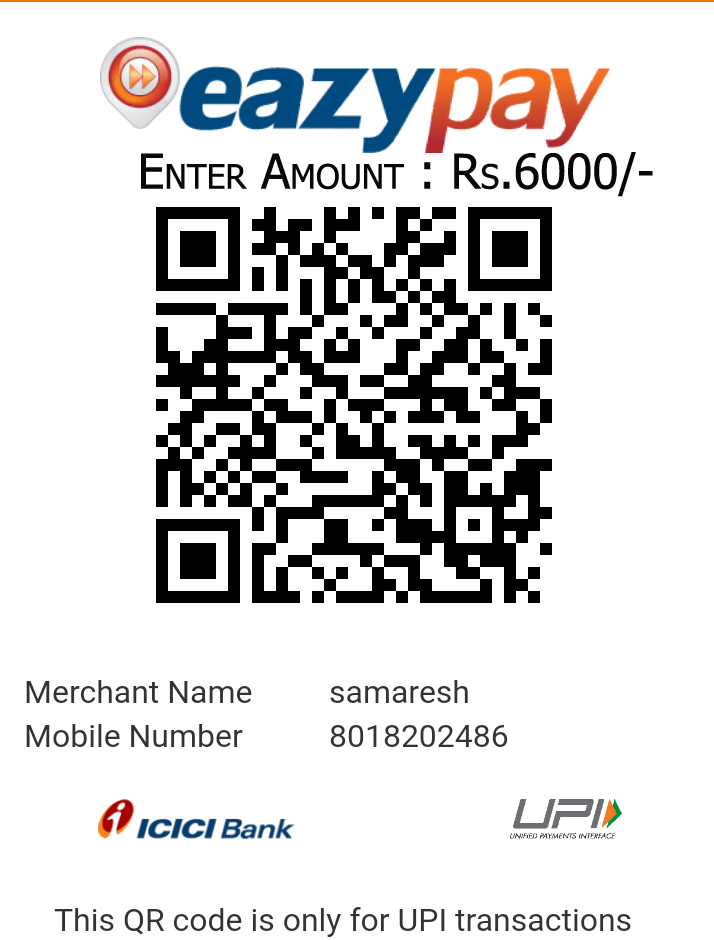 eazypay
ENTER AMOUNT : RS.6000/-
Merchant Name samaresh
Mobile Number 8018202486
ICICI Bank
UPI
UNIFIED PAYMENTS INTERFACE
This QR code is only for UPI transactions